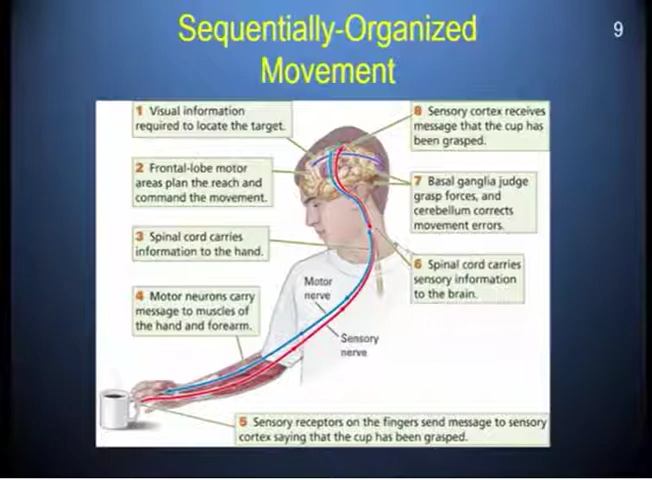 Sequentially-Organized
Movement
9
1 Visual information
required to locate the target.
2 Frontal-lobe motor
areas plan the reach and
command the movement.
3 Spinal cord carries
information to the hand.
4 Motor neurons carry
message to muscles of
the hand and forearm.
Motor
nerve
Sensory
nerve
5 Sensory receptors on the fingers send message to sensory
cortex saying that the cup has been grasped.
6 Spinal cord carries
sensory information
to the brain.
7 Basal ganglia judge
grasp forces, and
cerebellum corrects
movement errors.
8 Sensory cortex receives
message that the cup has
been grasped.